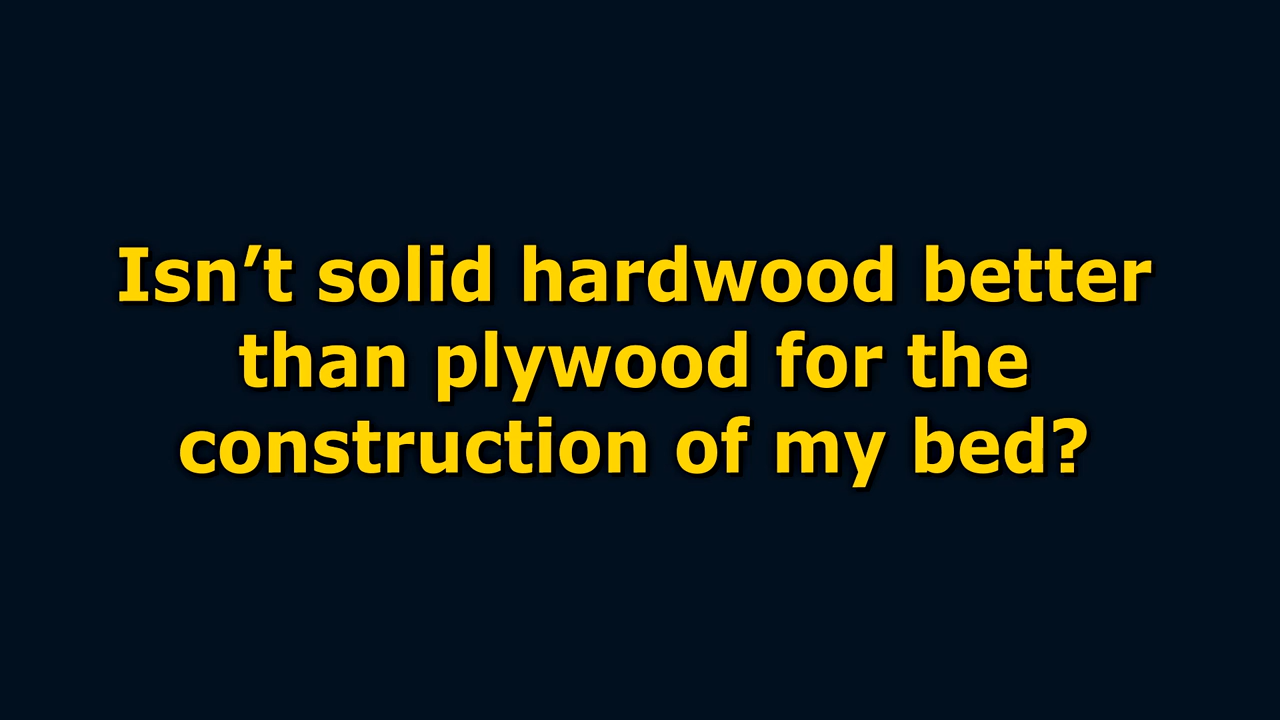 Isn’t solid hardwood better
than plywood for the
construction of my bed?